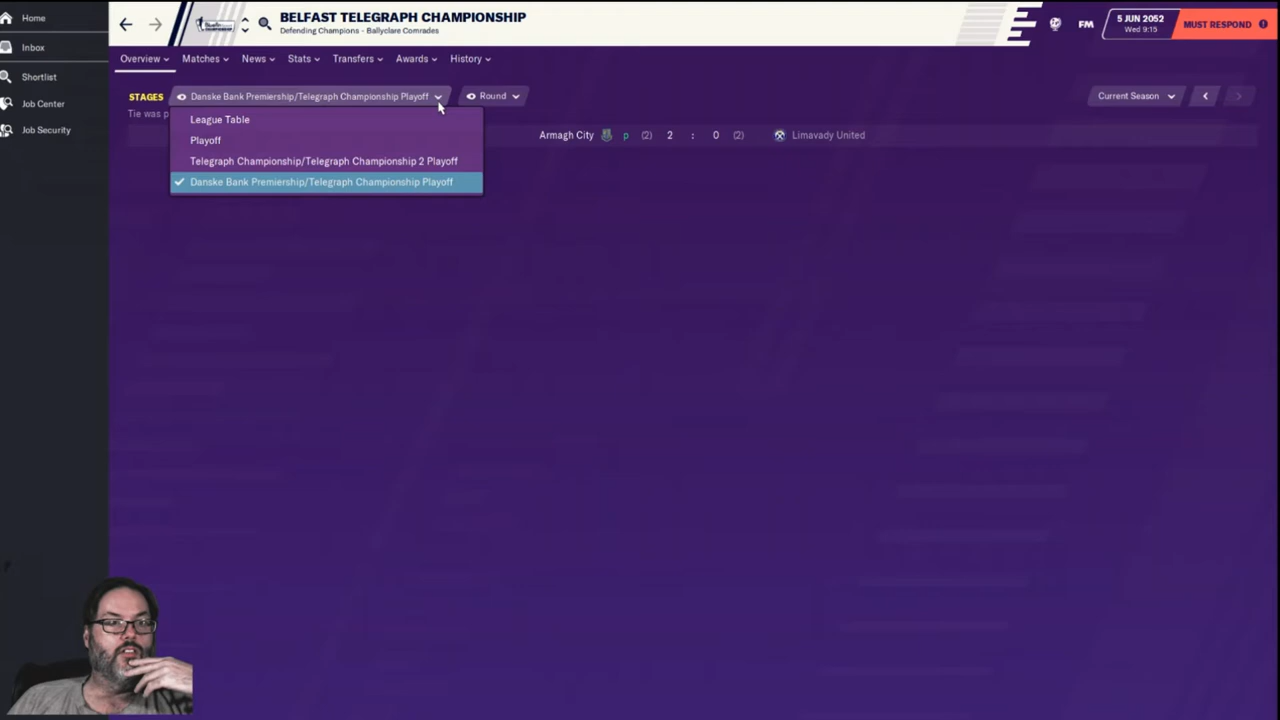 Home
Inbox
Shortlist
Job Center
Job Security
BELFAST TELEGRAPH CHAMPIONSHIP
Defending Champions - Ballyclare Comrades
FM
5 JUN 2052
Wed 9:15
MUST RESPOND
Overview
Matches
News
Stats
Transfers
Awards
History
STAGES
Danske Bank Premiership/Telegraph Championship Playoff
Round
Current Season
Tie was p
League Table
Playoff
Telegraph Championship/Telegraph Championship 2 Playoff
Danske Bank Premiership/Telegraph Championship Playoff
Armagh City p (2) 2 : 0 (2) Limavady United